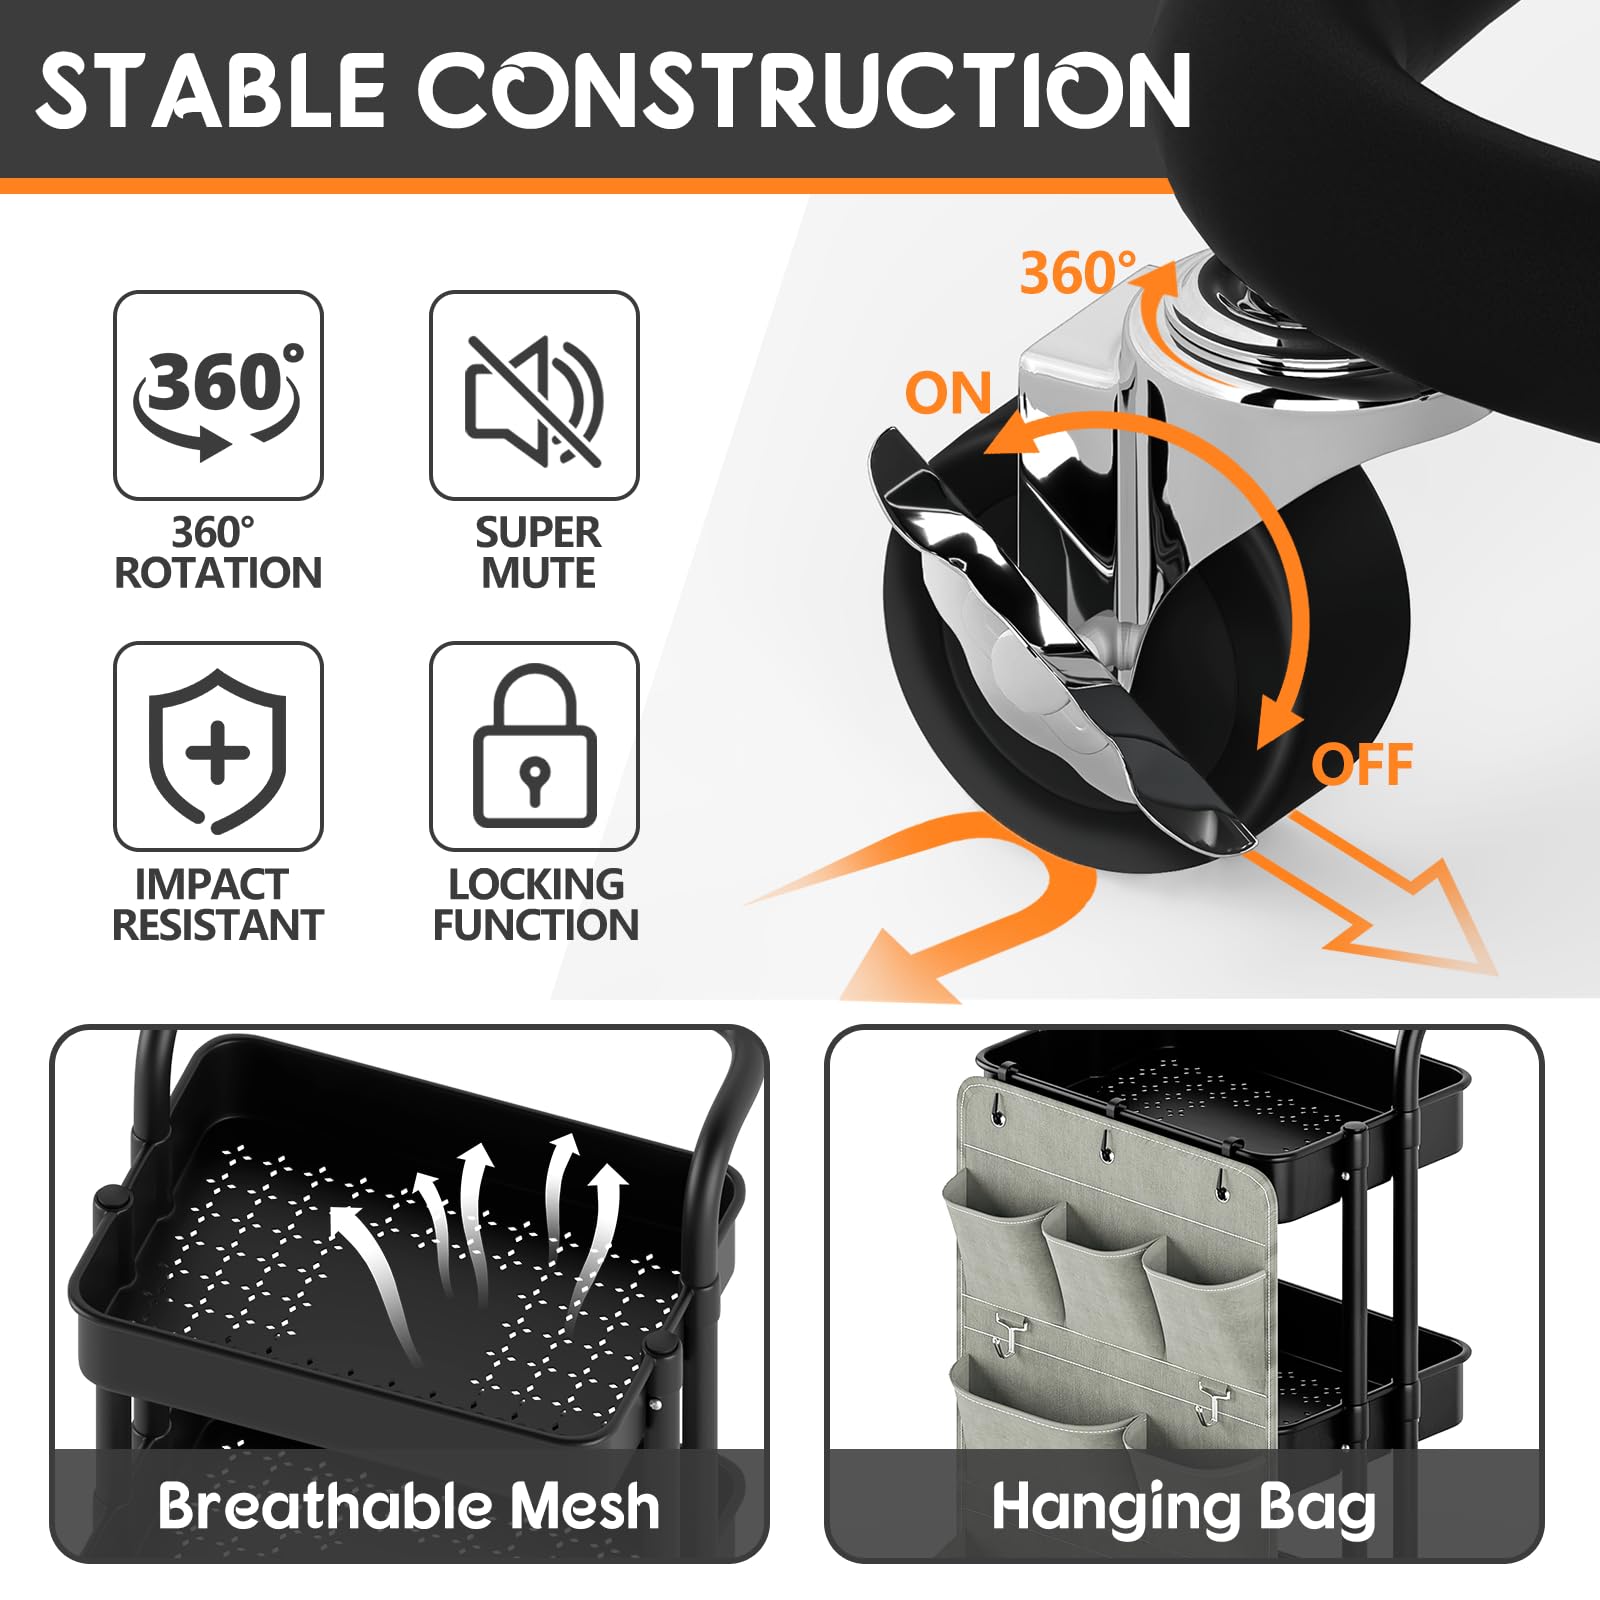 STABLE CONSTRUCTION
360°
ON
OFF
360°
360°
ROTATION
SUPER
MUTE
IMPACT
RESISTANT
LOCKING
FUNCTION
Breathable Mesh
Hanging Bag